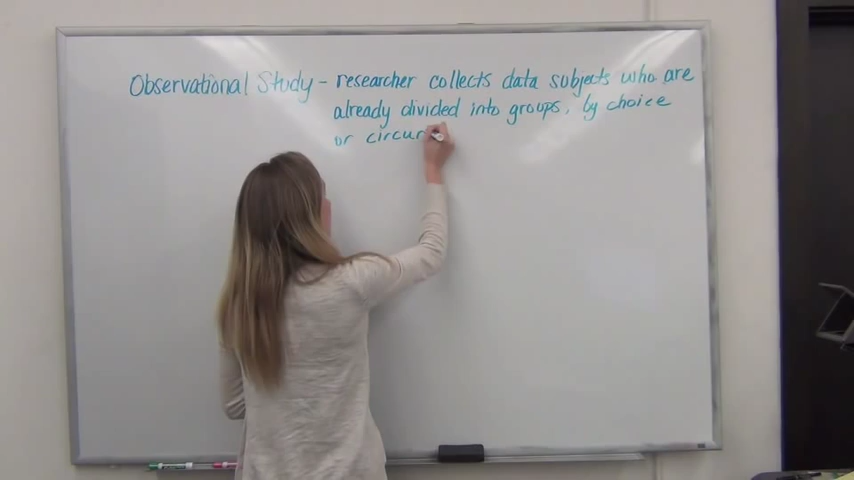 Observational Study - researcher collects data subjects who are
already divided into groups, by choice
or circum